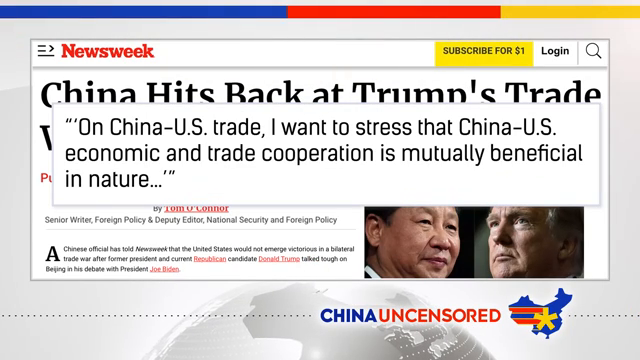 Newsweek
SUBSCRIBE FOR $1
Login
China Hits Back at Trump's Trade
W
“‘On China-U.S. trade, I want to stress that China-U.S.
economic and trade cooperation is mutually beneficial
in nature...’”
Pu
By Tom O'Connor
Senior Writer, Foreign Policy & Deputy Editor, National Security and Foreign Policy
A Chinese official has told Newsweek that the United States would not emerge victorious in a bilateral
trade war after former president and current Republican candidate Donald Trump talked tough on
Beijing in his debate with President Joe Biden.
CHINAUNCENSORED